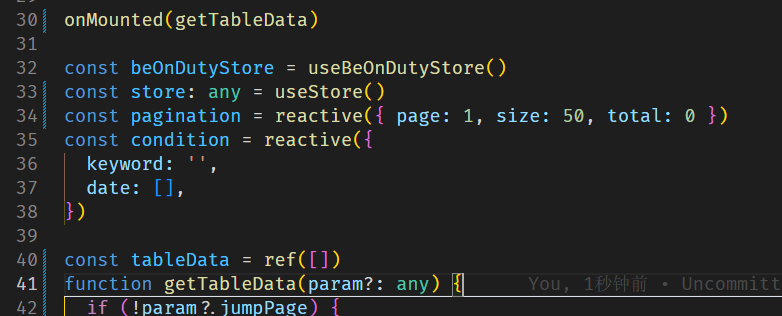 30 onMounted(getTableData)
31
32 const beOnDutyStore = useBeOnDutyStore()
33 const store: any = useStore()
34 const pagination = reactive({ page: 1, size: 50, total: 0 })
35 const condition = reactive({
36   keyword: '',
37   date: [],
38 })
39
40 const tableData = ref([])
41 function getTableData(param?: any) { You, 1秒钟前 • Uncommitt
42   if (!param?.jumpPage) {